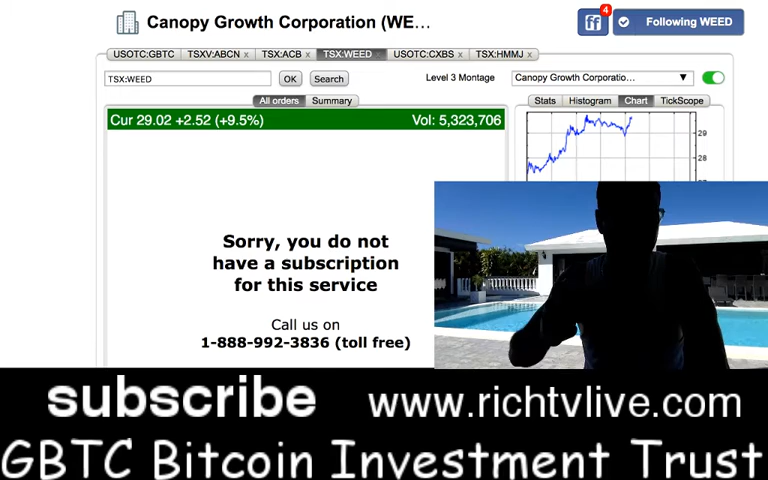 Canopy Growth Corporation (WE...
ff 4
Following WEED
USOTC:GBTC TSXV:ABCN x TSX:ACB x TSX:WEED x USOTC:CXBS x TSX:HMMJ x
TSX:WEED OK Search Level 3 Montage Canopy Growth Corporatio... ▼
All orders Summary Stats Histogram Chart TickScope
Cur 29.02 +2.52 (+9.5%) Vol: 5,323,706
29
28
Sorry, you do not
have a subscription
for this service
Call us on
1-888-992-3836 (toll free)
subscribe www.richtvlive.com
GBTC Bitcoin Investment Trust